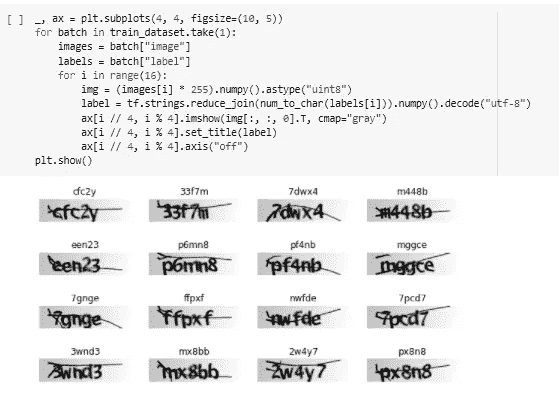 [ ] _, ax = plt.subplots(4, 4, figsize=(10, 5))
for batch in train_dataset.take(1):
    images = batch["image"]
    labels = batch["label"]
    for i in range(16):
        img = (images[i] * 255).numpy().astype("uint8")
        label = tf.strings.reduce_join(num_to_char(labels[i])).numpy().decode("utf-8")
        ax[i // 4, i % 4].imshow(img[:, :, 0].T, cmap="gray")
        ax[i // 4, i % 4].set_title(label)
        ax[i // 4, i % 4].axis("off")
plt.show()
cfc2y 33f7m 7dwx4 m448b
cfc2y 33f7m 7dwx4 m448b
een23 p6mn8 pf4nb mggce
een23 p6mn8 pf4nb mggce
7gnge ffpxf nwfde 7pcd7
7gnge ffpxf nwfde 7pcd7
3wnd3 mx8bb 2w4y7 px8n8
3wnd3 mx8bb 2w4y7 px8n8